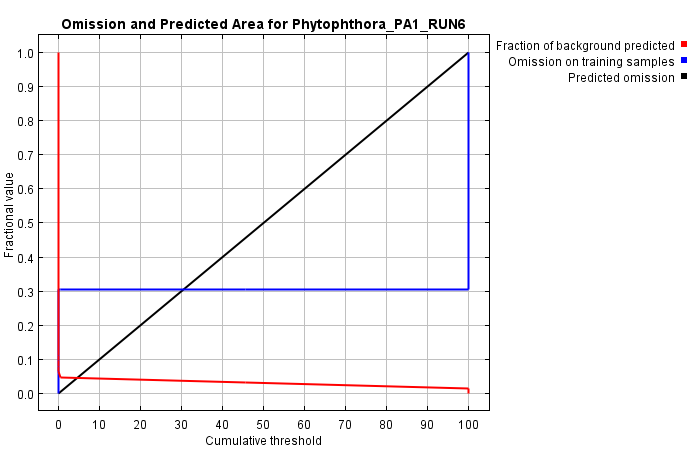 Omission and Predicted Area for Phytophthora_PA1_RUN6
Fraction of background predicted
Omission on training samples
Predicted omission
Fractional value
1.0
0.9
0.8
0.7
0.6
0.5
0.4
0.3
0.2
0.1
0.0
0 10 20 30 40 50 60 70 80 90 100
Cumulative threshold